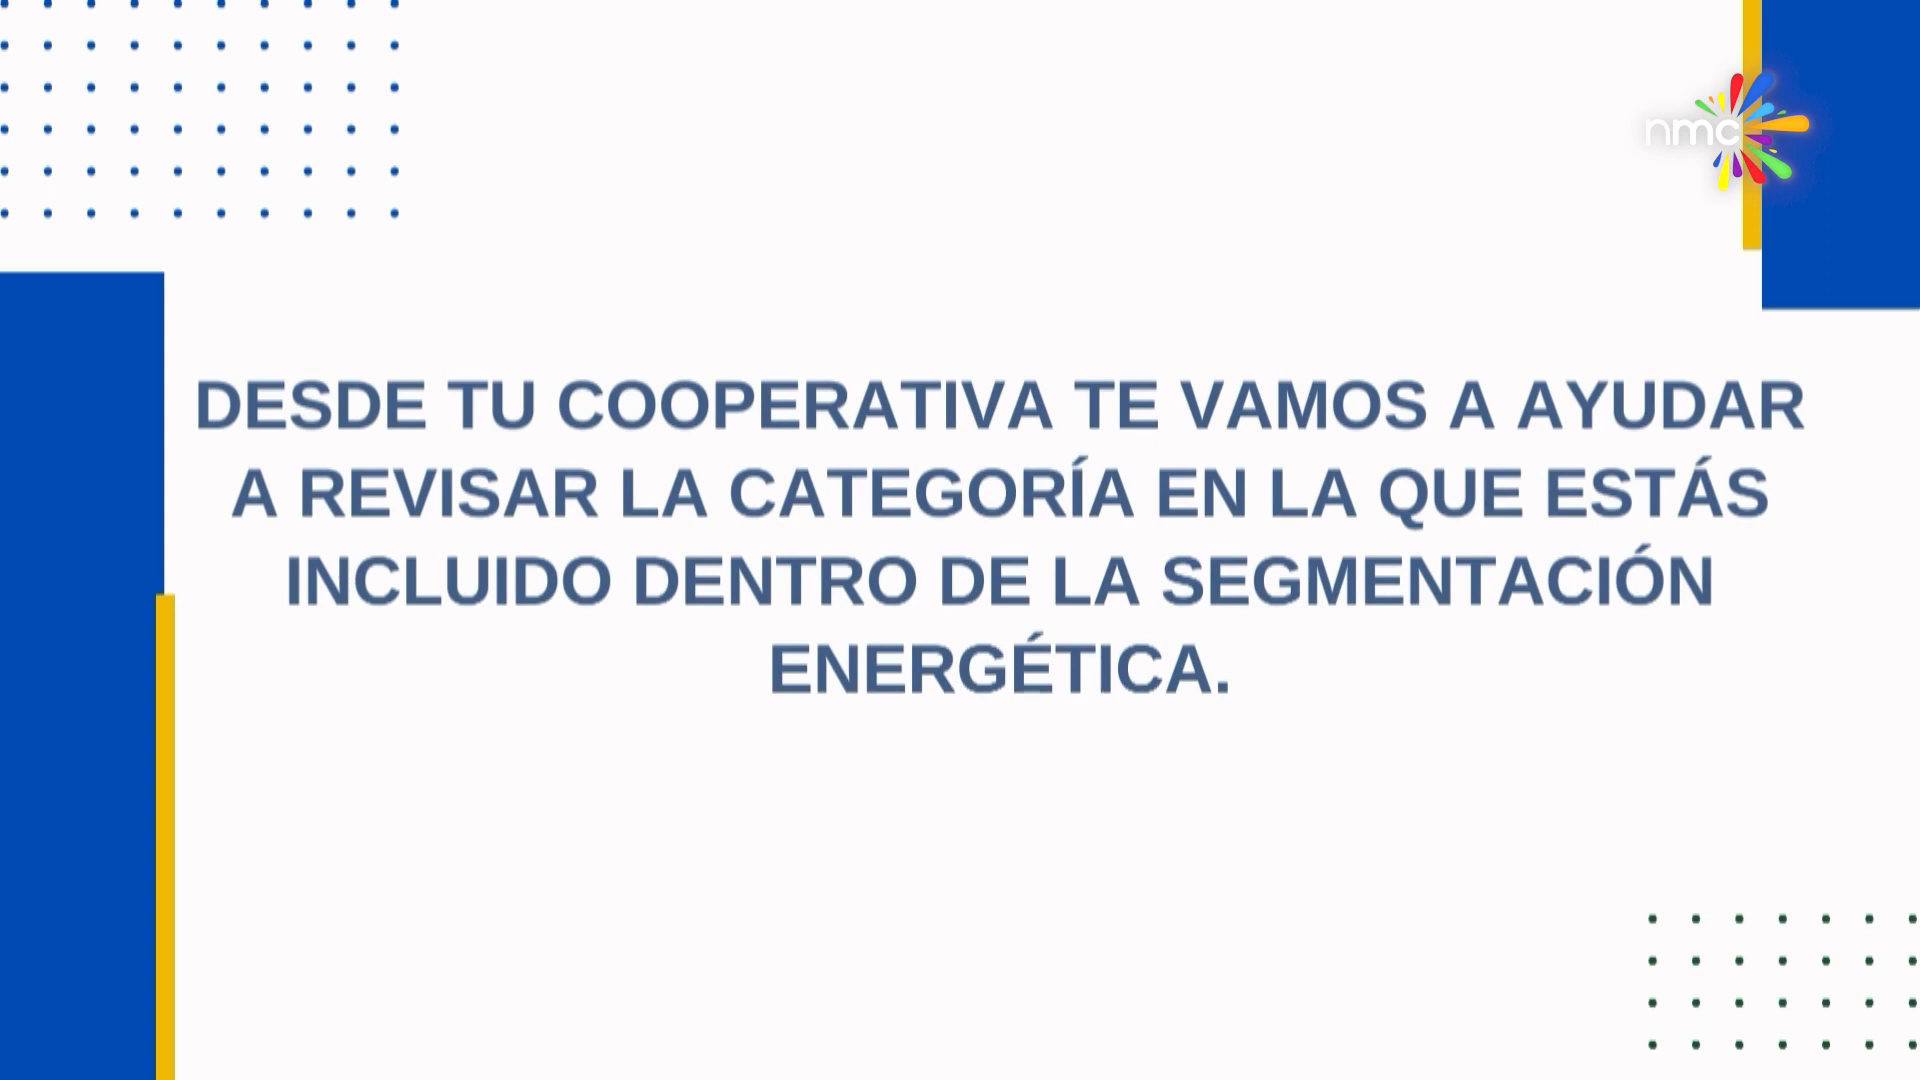 nmc
DESDE TU COOPERATIVA TE VAMOS A AYUDAR
A REVISAR LA CATEGORÍA EN LA QUE ESTÁS
INCLUIDO DENTRO DE LA SEGMENTACIÓN
ENERGÉTICA.